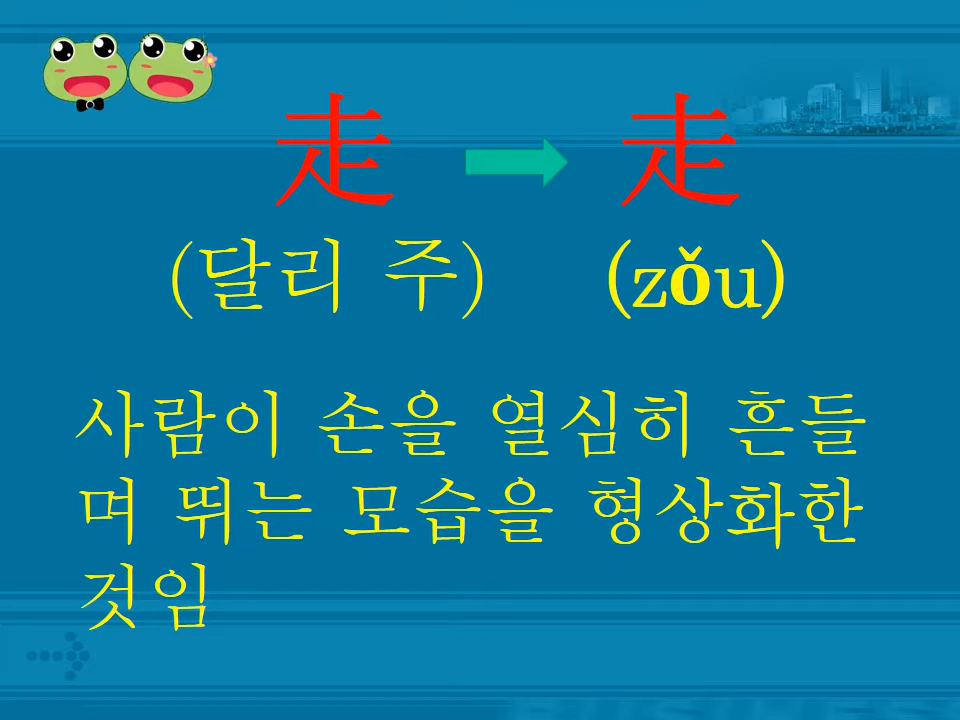 走 走
(달리 주) (zǒu)
사람이 손을 열심히 흔들
며 뛰는 모습을 형상화한
것임
BUSINESS